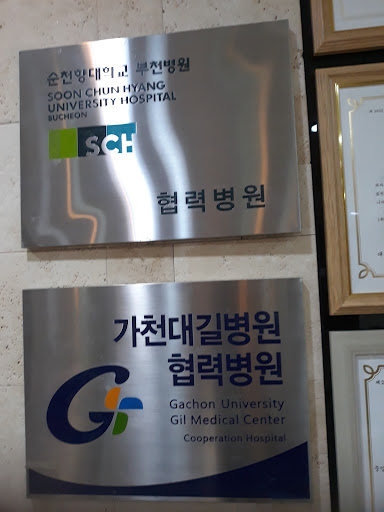 순천향대학교 부천병원
SOON CHUN HYANG
UNIVERSITY HOSPITAL
BUCHEON
SCH
협력병원
가천대길병원
협력병원
G
Gachon University
Gil Medical Center
Cooperation Hospital